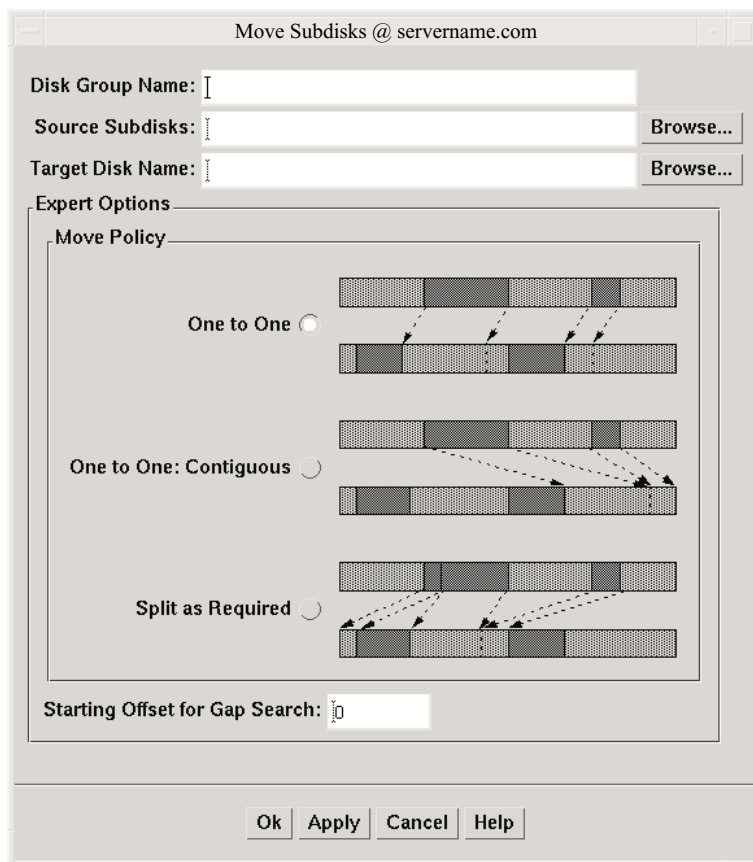 Move Subdisks @ servername.com
Disk Group Name:
Source Subdisks:
Browse...
Target Disk Name:
Browse...
Expert Options
Move Policy
One to One
One to One: Contiguous
Split as Required
Starting Offset for Gap Search: 0
Ok Apply Cancel Help